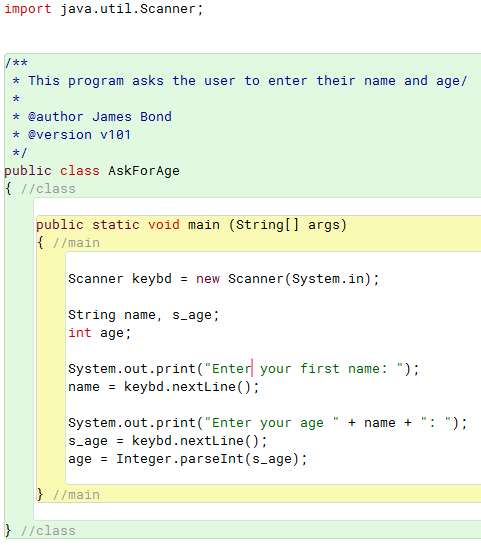 import java.util.Scanner;
/**
 * This program asks the user to enter their name and age/
 *
 * @author James Bond
 * @version v101
 */
public class AskForAge
{ //class
public static void main (String[] args)
{ //main
Scanner keybd = new Scanner(System.in);
String name, s_age;
int age;
System.out.print("Enter your first name: ");
name = keybd.nextLine();
System.out.print("Enter your age " + name + ": ");
s_age = keybd.nextLine();
age = Integer.parseInt(s_age);
} //main
} //class